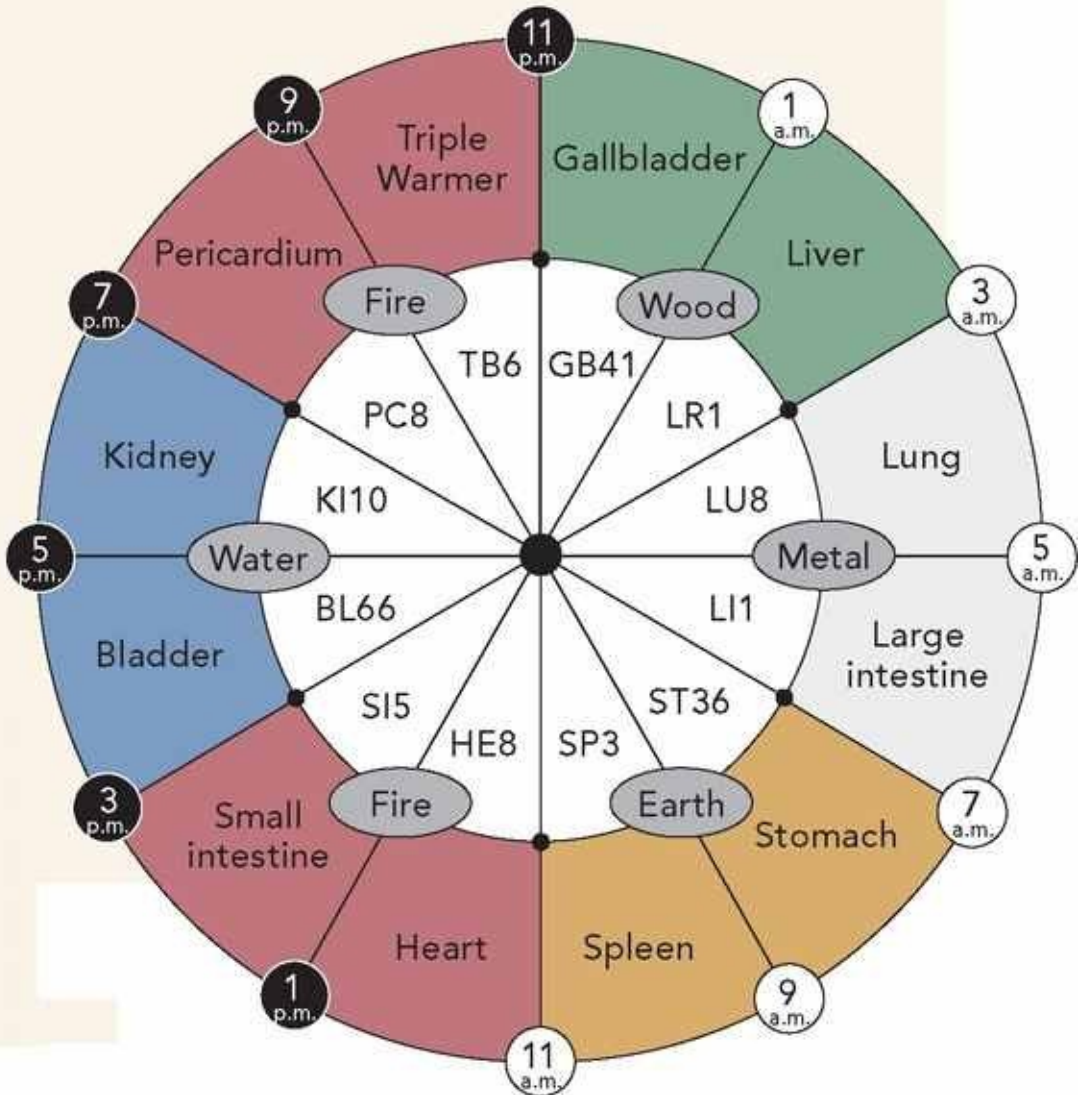 11
p.m.
9
p.m.
1
a.m.
Triple
Warmer
Gallbladder
Pericardium
Liver
7
p.m.
3
a.m.
Fire
Wood
TB6
GB41
PC8
LR1
Kidney
Lung
KI10
LU8
5
p.m.
Water
Metal
5
a.m.
BL66
LI1
Bladder
Large
intestine
SI5
ST36
HE8
SP3
3
p.m.
7
a.m.
Fire
Earth
Small
intestine
Stomach
Heart
Spleen
1
p.m.
9
a.m.
11
a.m.